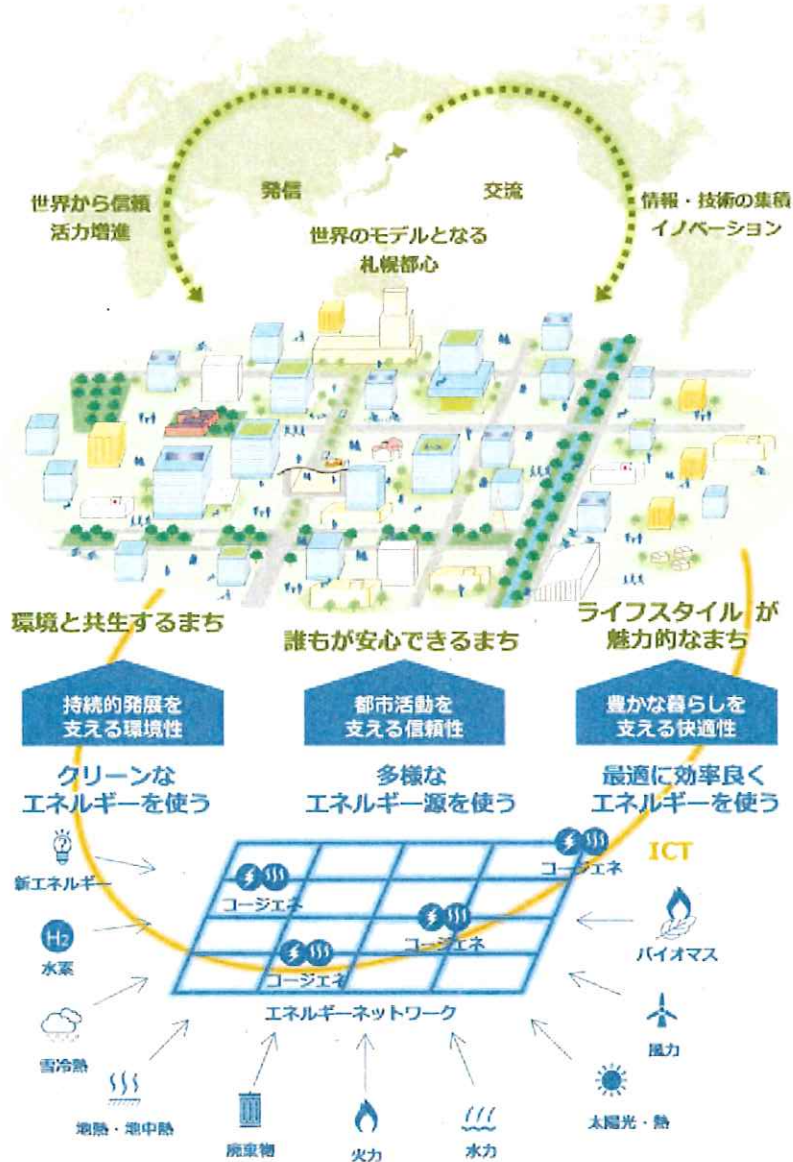 発信
交流
世界から信頼
活力増進
情報・技術の集積
イノベーション
世界のモデルとなる
札幌都心
環境と共生するまち
誰もが安心できるまち
ライフスタイルが
魅力的なまち
持続的発展を
支える環境性
都市活動を
支える信頼性
豊かな暮らしを
支える快適性
クリーンな
エネルギーを使う
多様な
エネルギー源を使う
最適に効率良く
エネルギーを使う
ICT
コージェネ
コージェネ
コージェネ
コージェネ
エネルギーネットワーク
新エネルギー
H2
水素
雪冷熱
地熱・地中熱
廃棄物
火力
水力
太陽光・熱
風力
バイオマス